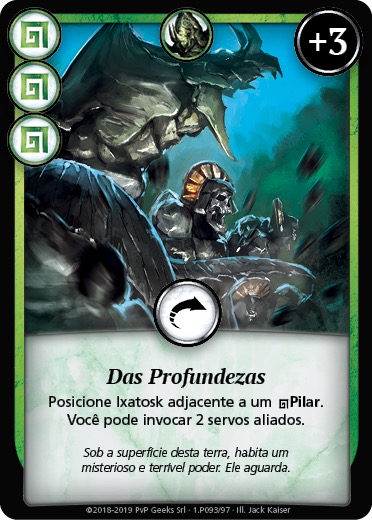 +3
Das Profundezas
Posicione Ixatosk adjacente a um Pilar.
Você pode invocar 2 servos aliados.
Sob a superfície desta terra, habita um
misterioso e terrível poder. Ele aguarda.
©2018-2019 PvP Geeks Srl · 1.P093/97 · Ill. Jack Kaiser